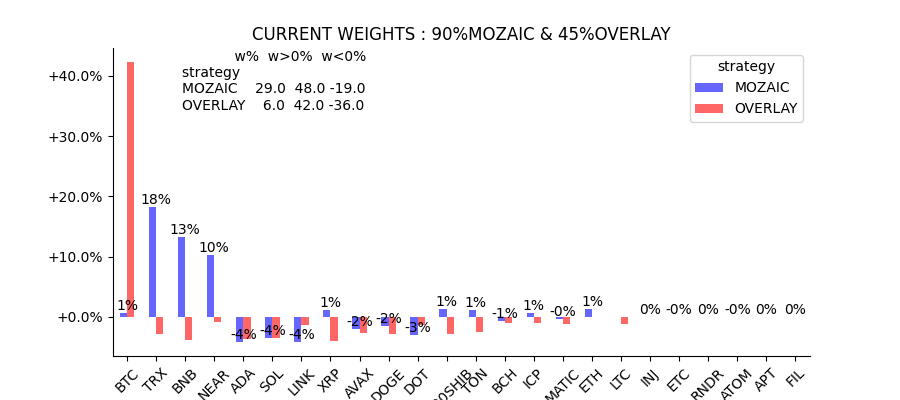 CURRENT WEIGHTS : 90%MOZAIC & 45%OVERLAY
w% w>0% w<0%
strategy
MOZAIC 29.0 48.0 -19.0
OVERLAY 6.0 42.0 -36.0
strategy
MOZAIC
OVERLAY
+40.0%
+30.0%
+20.0%
+10.0%
+0.0%
1% 18% 13% 10% -4% -4% -4% 1% -2% -2% -3% 1% 1% -1% 1% -0% 1% 0% -0% 0% -0% 0% 0%
BTC TRX BNB NEAR ADA SOL LINK XRP AVAX DOGE DOT TON BCH ICP MATIC ETH LTC INJ ETC RNDR ATOM APT FIL